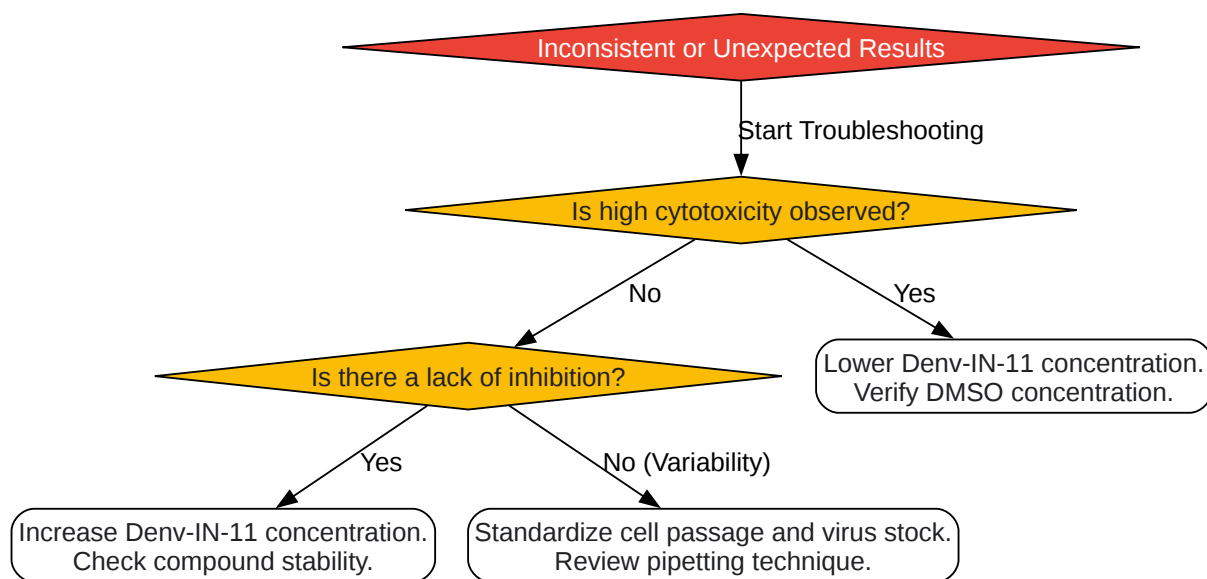 Inconsistent or Unexpected Results
Start Troubleshooting
Is high cytotoxicity observed?
No
Yes
Is there a lack of inhibition?
Lower Denv-IN-11 concentration.
Verify DMSO concentration.
Yes
No (Variability)
Increase Denv-IN-11 concentration.
Check compound stability.
Standardize cell passage and virus stock.
Review pipetting technique.